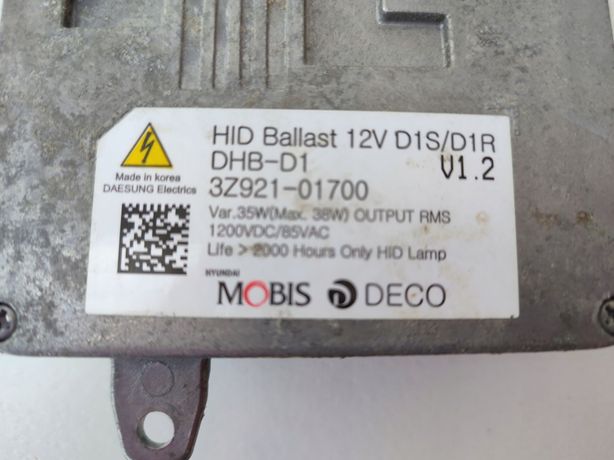 HID Ballast 12V D1S/D1R
DHB-D1 V1.2
3Z921-01700
Made in korea
DAESUNG Electrics
Var.35W(Max. 38W) OUTPUT RMS
1200VDC/85VAC
Life > 2000 Hours Only HID Lamp
HYUNDAI
MOBIS DECO